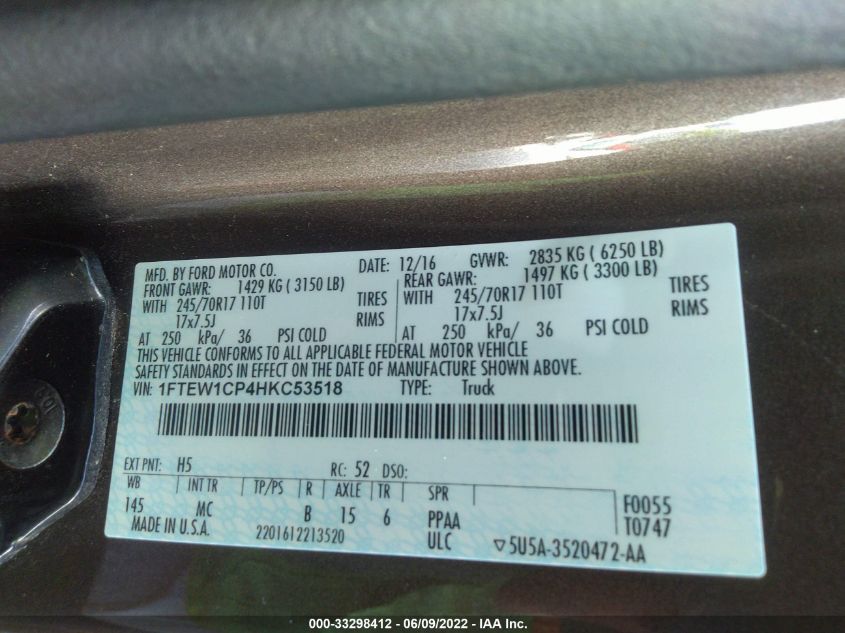 MFD. BY FORD MOTOR CO. DATE: 12/16 GVWR: 2835 KG ( 6250 LB)
FRONT GAWR: 1429 KG ( 3150 LB) REAR GAWR: 1497 KG ( 3300 LB)
WITH 245/70R17 110T TIRES WITH 245/70R17 110T TIRES
17x7.5J RIMS 17x7.5J RIMS
AT 250 kPa/ 36 PSI COLD AT 250 kPa/ 36 PSI COLD
THIS VEHICLE CONFORMS TO ALL APPLICABLE FEDERAL MOTOR VEHICLE
SAFETY STANDARDS IN EFFECT ON THE DATE OF MANUFACTURE SHOWN ABOVE.
VIN: 1FTEW1CP4HKC53518 TYPE: Truck
EXT PNT: H5 RC: 52 DSO:
WB INT TR TP/PS R AXLE TR SPR
145 MC B 15 6 PPAA F0055
MADE IN U.S.A. 2201612213520 ULC T0747
▽5U5A-3520472-AA
000-33298412 - 06/09/2022 - IAA Inc.